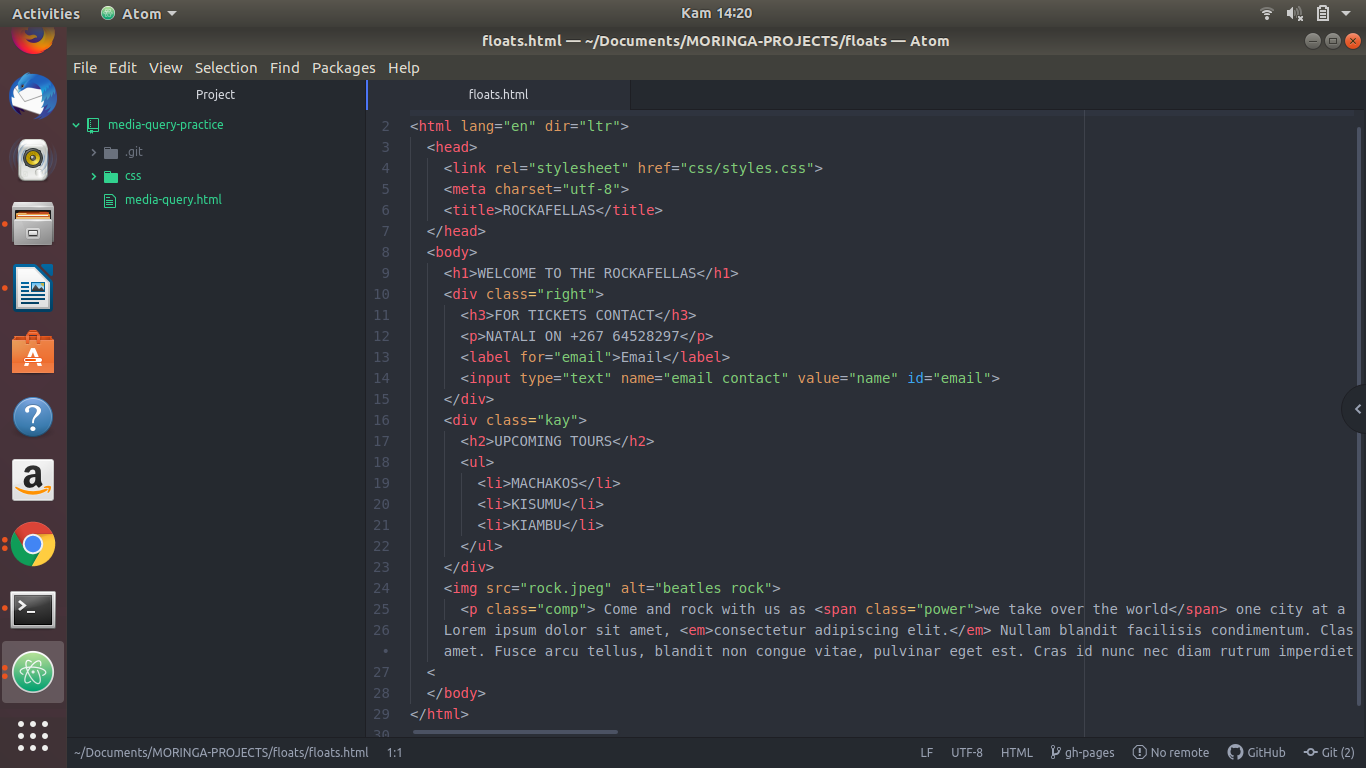 Activities
Atom
Kam 14:20
floats.html — ~/Documents/MORINGA-PROJECTS/floats — Atom
File Edit View Selection Find Packages Help
Project
floats.html
media-query-practice
.git
css
media-query.html
2 <html lang="en" dir="ltr">
3 <head>
4 <link rel="stylesheet" href="css/styles.css">
5 <meta charset="utf-8">
6 <title>ROCKAFELLAS</title>
7 </head>
8 <body>
9 <h1>WELCOME TO THE ROCKAFELLAS</h1>
10 <div class="right">
11 <h3>FOR TICKETS CONTACT</h3>
12 <p>NATALI ON +267 64528297</p>
13 <label for="email">Email</label>
14 <input type="text" name="email contact" value="name" id="email">
15 </div>
16 <div class="kay">
17 <h2>UPCOMING TOURS</h2>
18 <ul>
19 <li>MACHAKOS</li>
20 <li>KISUMU</li>
21 <li>KIAMBU</li>
22 </ul>
23 </div>
24 <img src="rock.jpeg" alt="beatles rock">
25 <p class="comp"> Come and rock with us as <span class="power">we take over the world</span> one city at a
26 Lorem ipsum dolor sit amet, <em>consectetur adipiscing elit.</em> Nullam blandit facilisis condimentum. Clas
• amet. Fusce arcu tellus, blandit non congue vitae, pulvinar eget est. Cras id nunc nec diam rutrum imperdiet
27 <
28 </body>
29 </html>
30
~/Documents/MORINGA-PROJECTS/floats/floats.html 1:1 LF UTF-8 HTML gh-pages No remote GitHub Git (2)